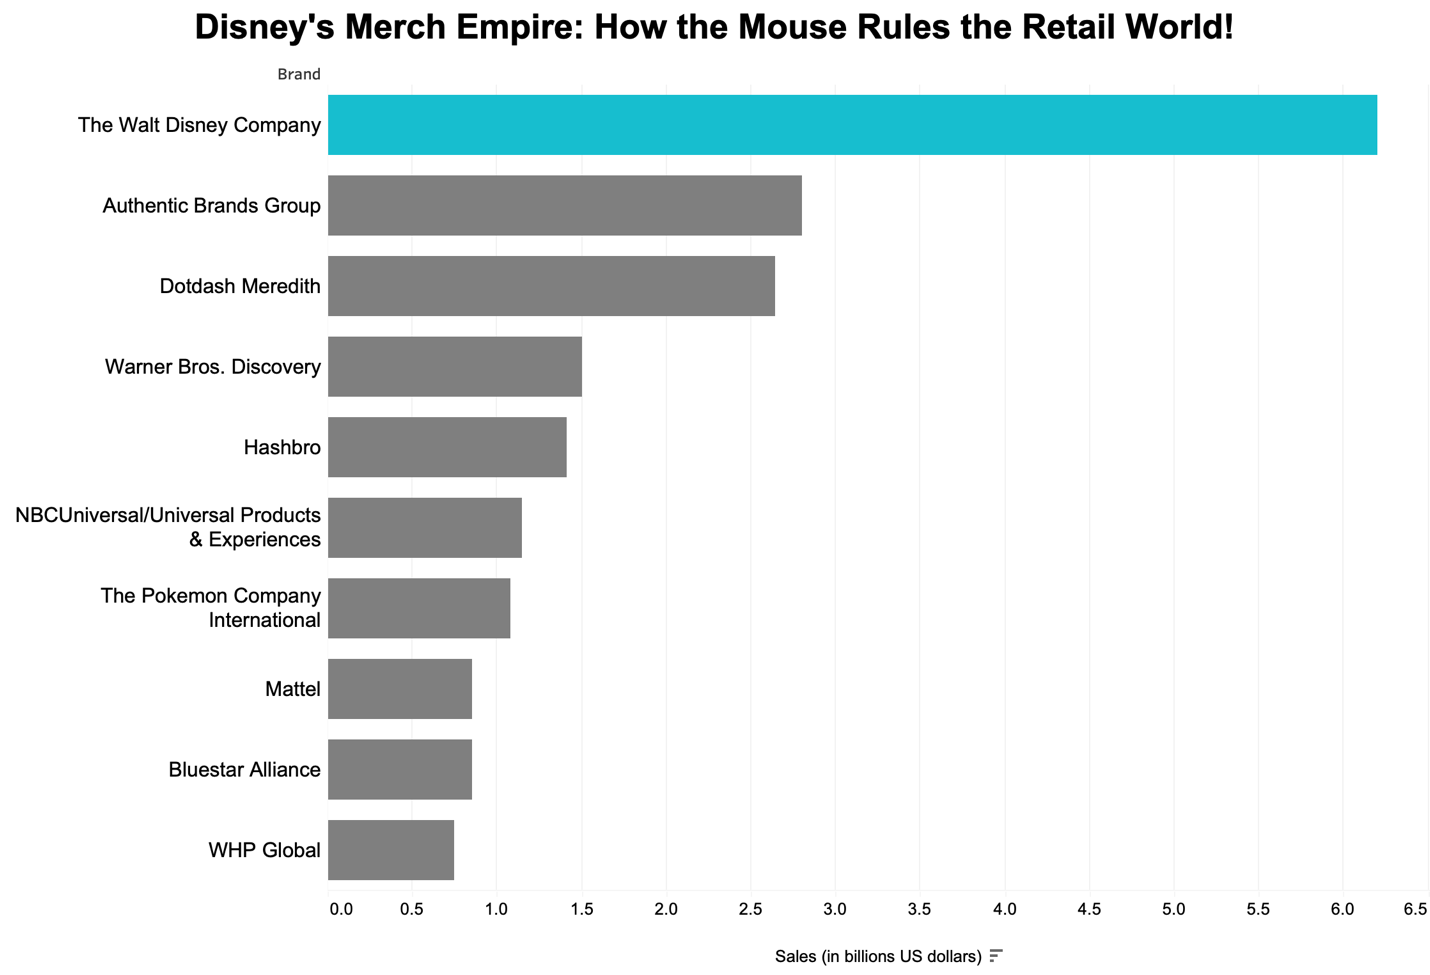 Disney's Merch Empire: How the Mouse Rules the Retail World!
Brand
The Walt Disney Company
Authentic Brands Group
Dotdash Meredith
Warner Bros. Discovery
Hashbro
NBCUniversal/Universal Products
& Experiences
The Pokemon Company
International
Mattel
Bluestar Alliance
WHP Global
0.0 0.5 1.0 1.5 2.0 2.5 3.0 3.5 4.0 4.5 5.0 5.5 6.0 6.5
Sales (in billions US dollars)